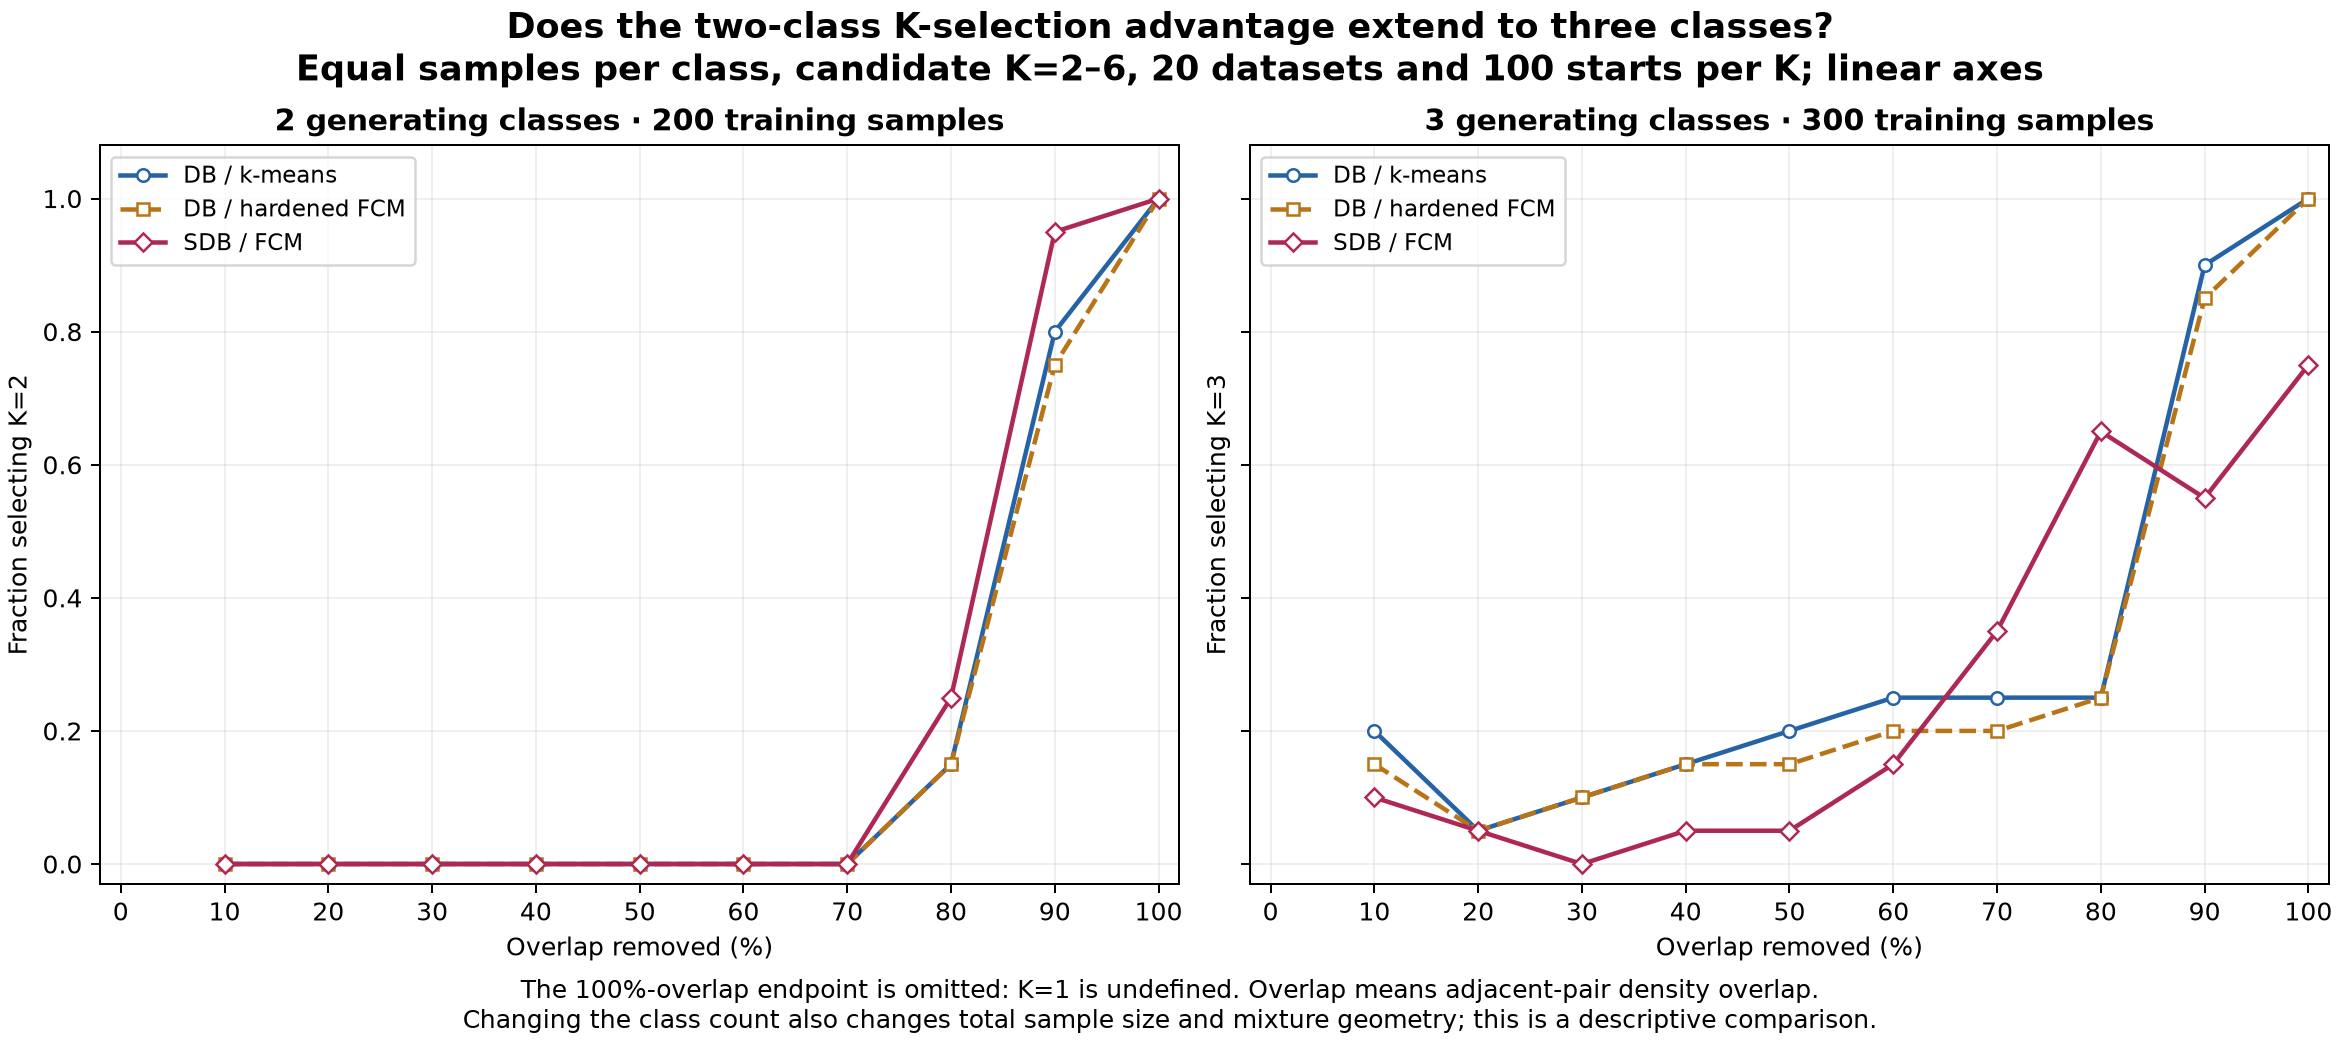 Does the two-class K-selection advantage extend to three classes?
Equal samples per class, candidate K=2–6, 20 datasets and 100 starts per K; linear axes
2 generating classes · 200 training samples
DB / k-means
DB / hardened FCM
SDB / FCM
Fraction selecting K=2
1.0
0.8
0.6
0.4
0.2
0.0
0 10 20 30 40 50 60 70 80 90 100
Overlap removed (%)
3 generating classes · 300 training samples
DB / k-means
DB / hardened FCM
SDB / FCM
Fraction selecting K=3
0 10 20 30 40 50 60 70 80 90 100
Overlap removed (%)
The 100%-overlap endpoint is omitted: K=1 is undefined. Overlap means adjacent-pair density overlap.
Changing the class count also changes total sample size and mixture geometry; this is a descriptive comparison.